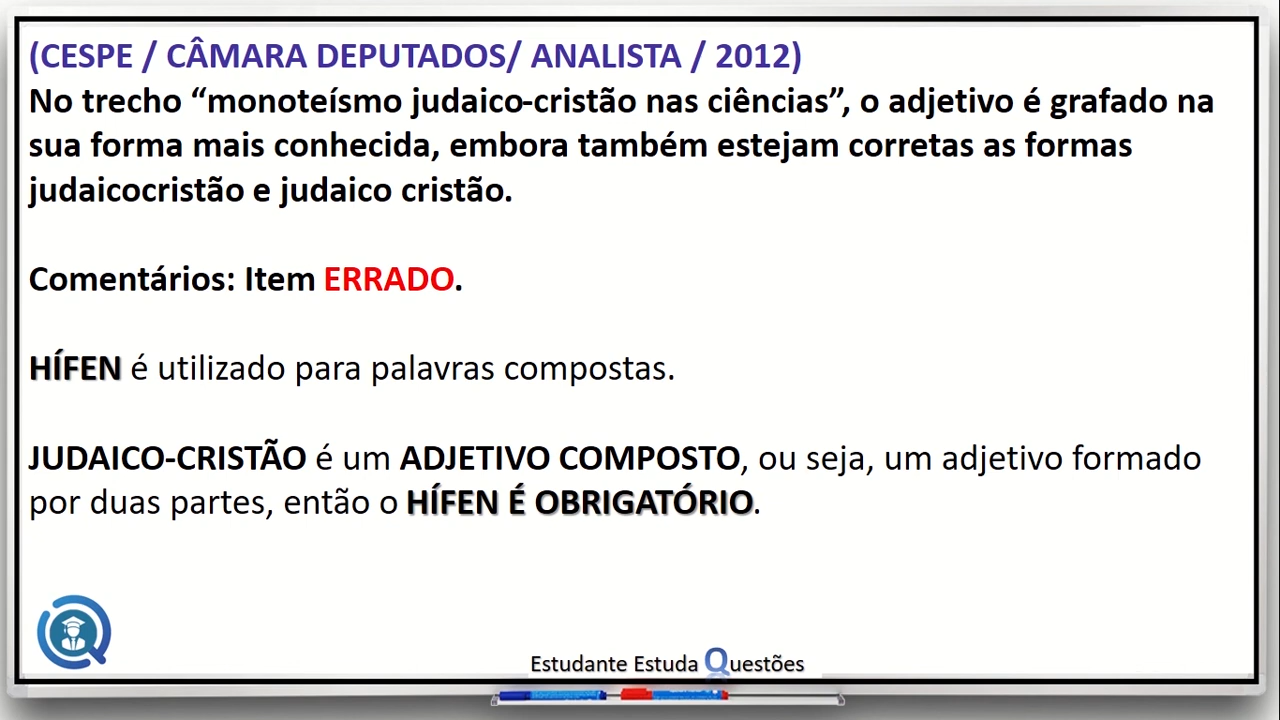 (CESPE / CÂMARA DEPUTADOS/ ANALISTA / 2012)
No trecho “monoteísmo judaico-cristão nas ciências”, o adjetivo é grafado na
sua forma mais conhecida, embora também estejam corretas as formas
judaicocristão e judaico cristão.
Comentários: Item ERRADO.
HÍFEN é utilizado para palavras compostas.
JUDAICO-CRISTÃO é um ADJETIVO COMPOSTO, ou seja, um adjetivo formado
por duas partes, então o HÍFEN É OBRIGATÓRIO.
Estudante Estuda Questões